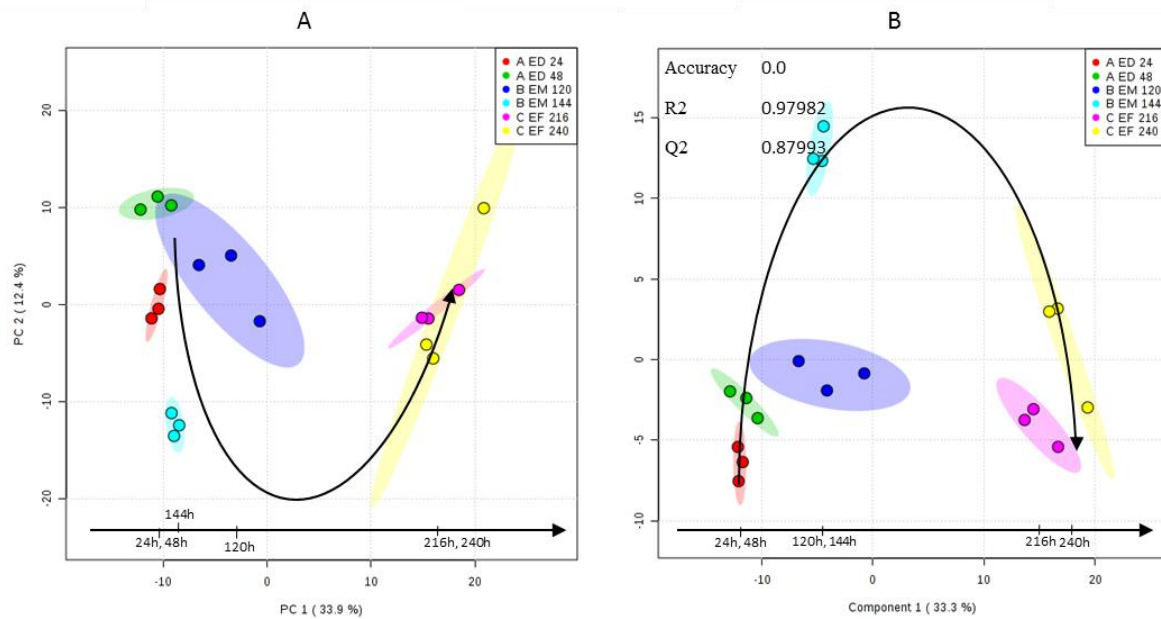 A
A ED 24
A ED 48
B EM 120
B EM 144
C EF 216
C EF 240
20
10
0
-10
-20
PC 2 ( 12.4 %)
144h
24h, 48h
120h
216h, 240h
-10
0
10
20
PC 1 ( 33.9 %)
B
Accuracy 0.0
R2 0.97982
Q2 0.87993
A ED 24
A ED 48
B EM 120
B EM 144
C EF 216
C EF 240
15
10
5
0
-5
-10
24h, 48h
120h, 144h
216h 240h
-10
0
10
20
Component 1 ( 33.3 %)